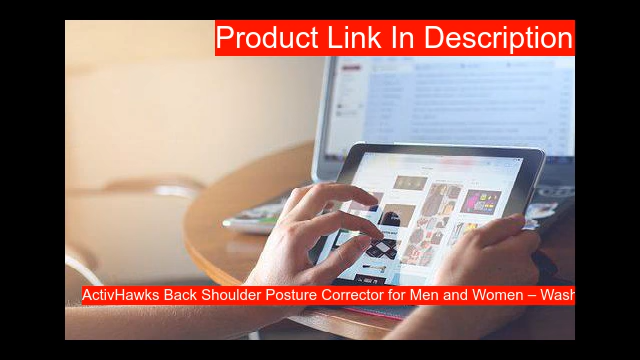 Product Link In Description
ActivHawks Back Shoulder Posture Corrector for Men and Women – Wash